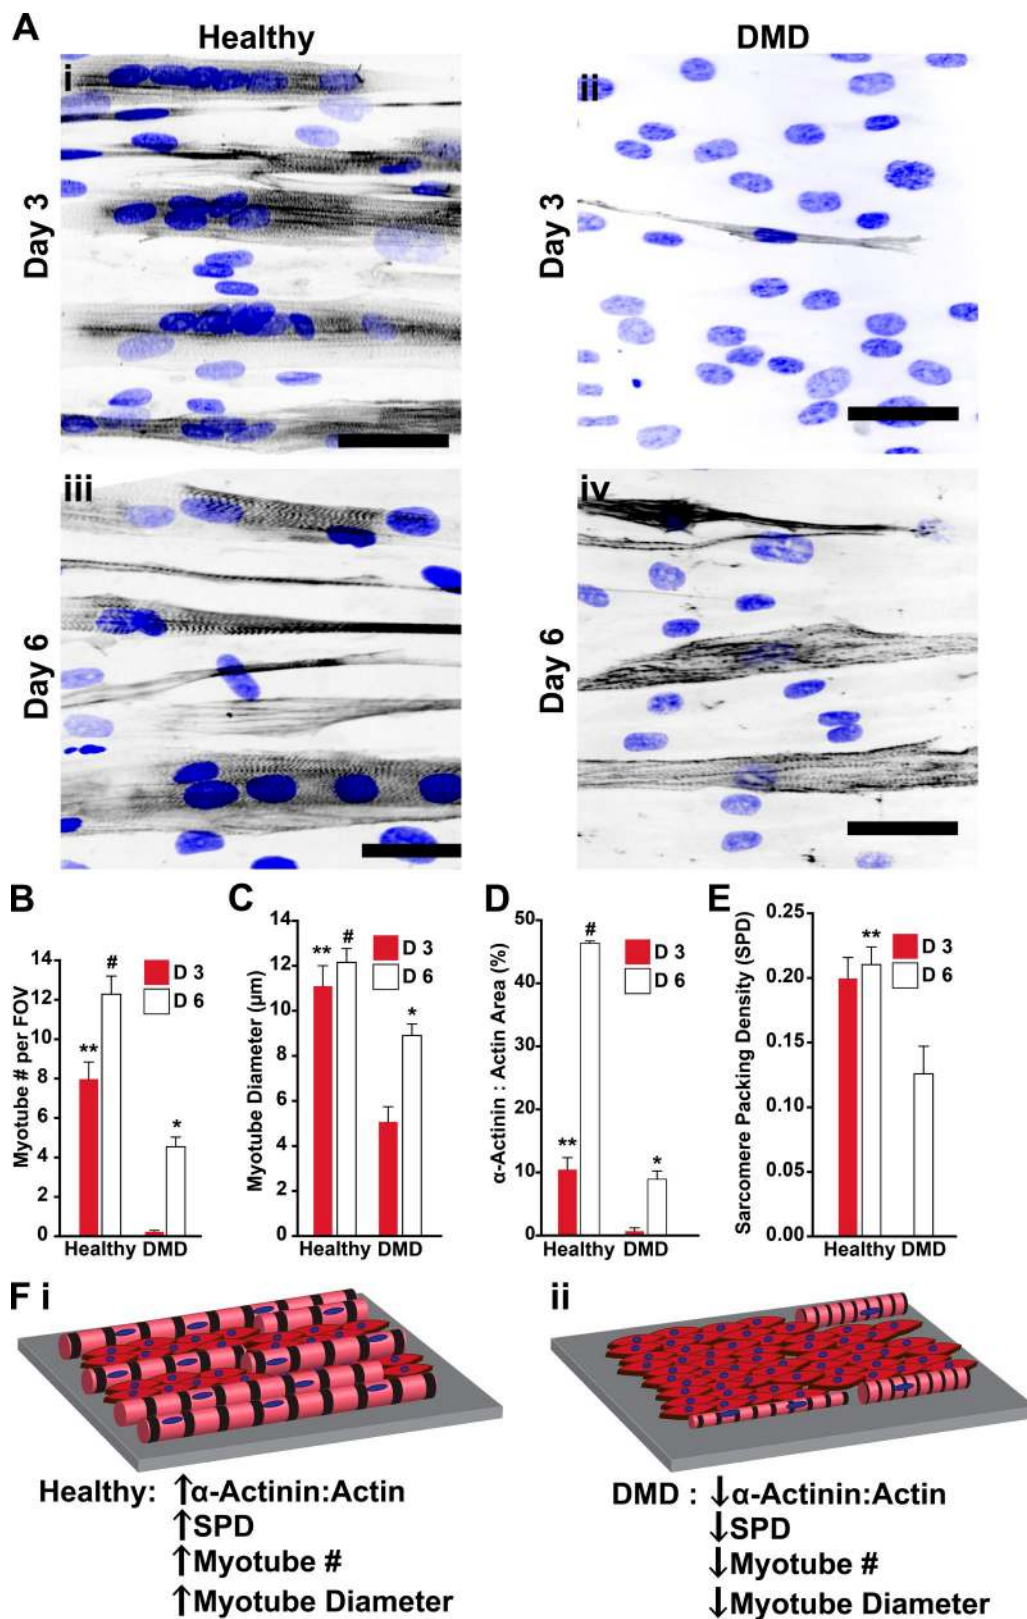 A
Healthy
DMD
Day 3
i
Day 3
ii
Day 6
iii
Day 6
iv
B
Myotube # per FOV
14
12
10
8
6
4
2
0
**
#
*
D 3
D 6
Healthy DMD
C
Myotube Diameter (µm)
14
12
10
8
6
4
2
0
**
#
*
D 3
D 6
Healthy DMD
D
α-Actinin : Actin Area (%)
50
40
30
20
10
0
**
#
*
D 3
D 6
Healthy DMD
E
Sarcomere Packing Density (SPD)
0.25
0.20
0.15
0.10
0.05
0.00
**
D 3
D 6
Healthy DMD
F i
ii
Healthy: ↑α-Actinin:Actin
↑SPD
↑Myotube #
↑Myotube Diameter
DMD : ↓α-Actinin:Actin
↓SPD
↓Myotube #
↓Myotube Diameter